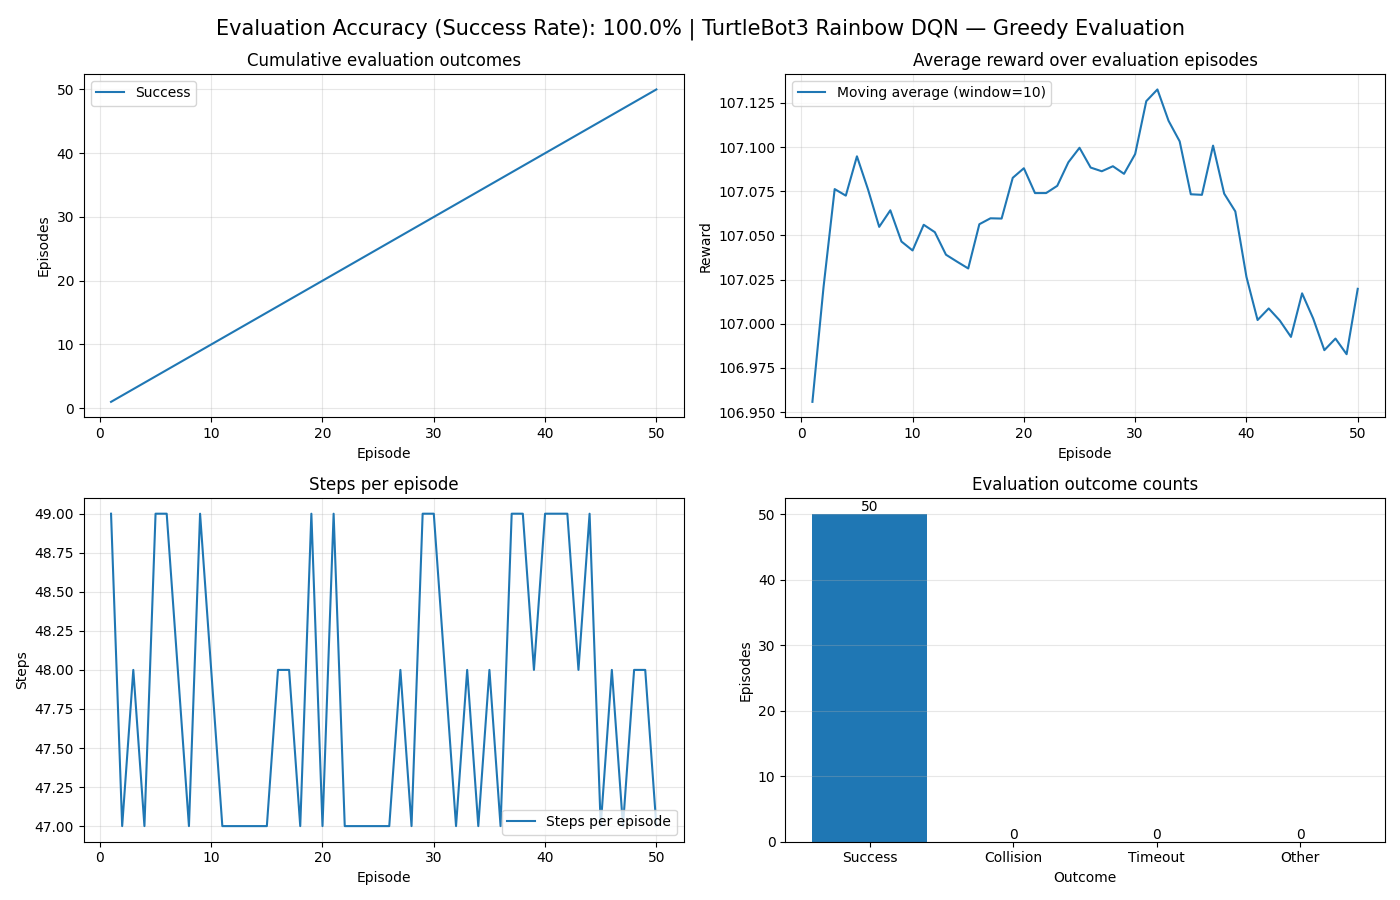 Evaluation Accuracy (Success Rate): 100.0% | TurtleBot3 Rainbow DQN — Greedy Evaluation
Cumulative evaluation outcomes
Success
50
40
30
20
10
0
Episodes
0 10 20 30 40 50
Episode
Average reward over evaluation episodes
Moving average (window=10)
107.125
107.100
107.075
107.050
107.025
107.000
106.975
106.950
Reward
0 10 20 30 40 50
Episode
Steps per episode
49.00
48.75
48.50
48.25
48.00
47.75
47.50
47.25
47.00
Steps
Steps per episode
0 10 20 30 40 50
Episode
Evaluation outcome counts
50
40
30
20
10
0
Episodes
50
0 0 0
Success Collision Timeout Other
Outcome